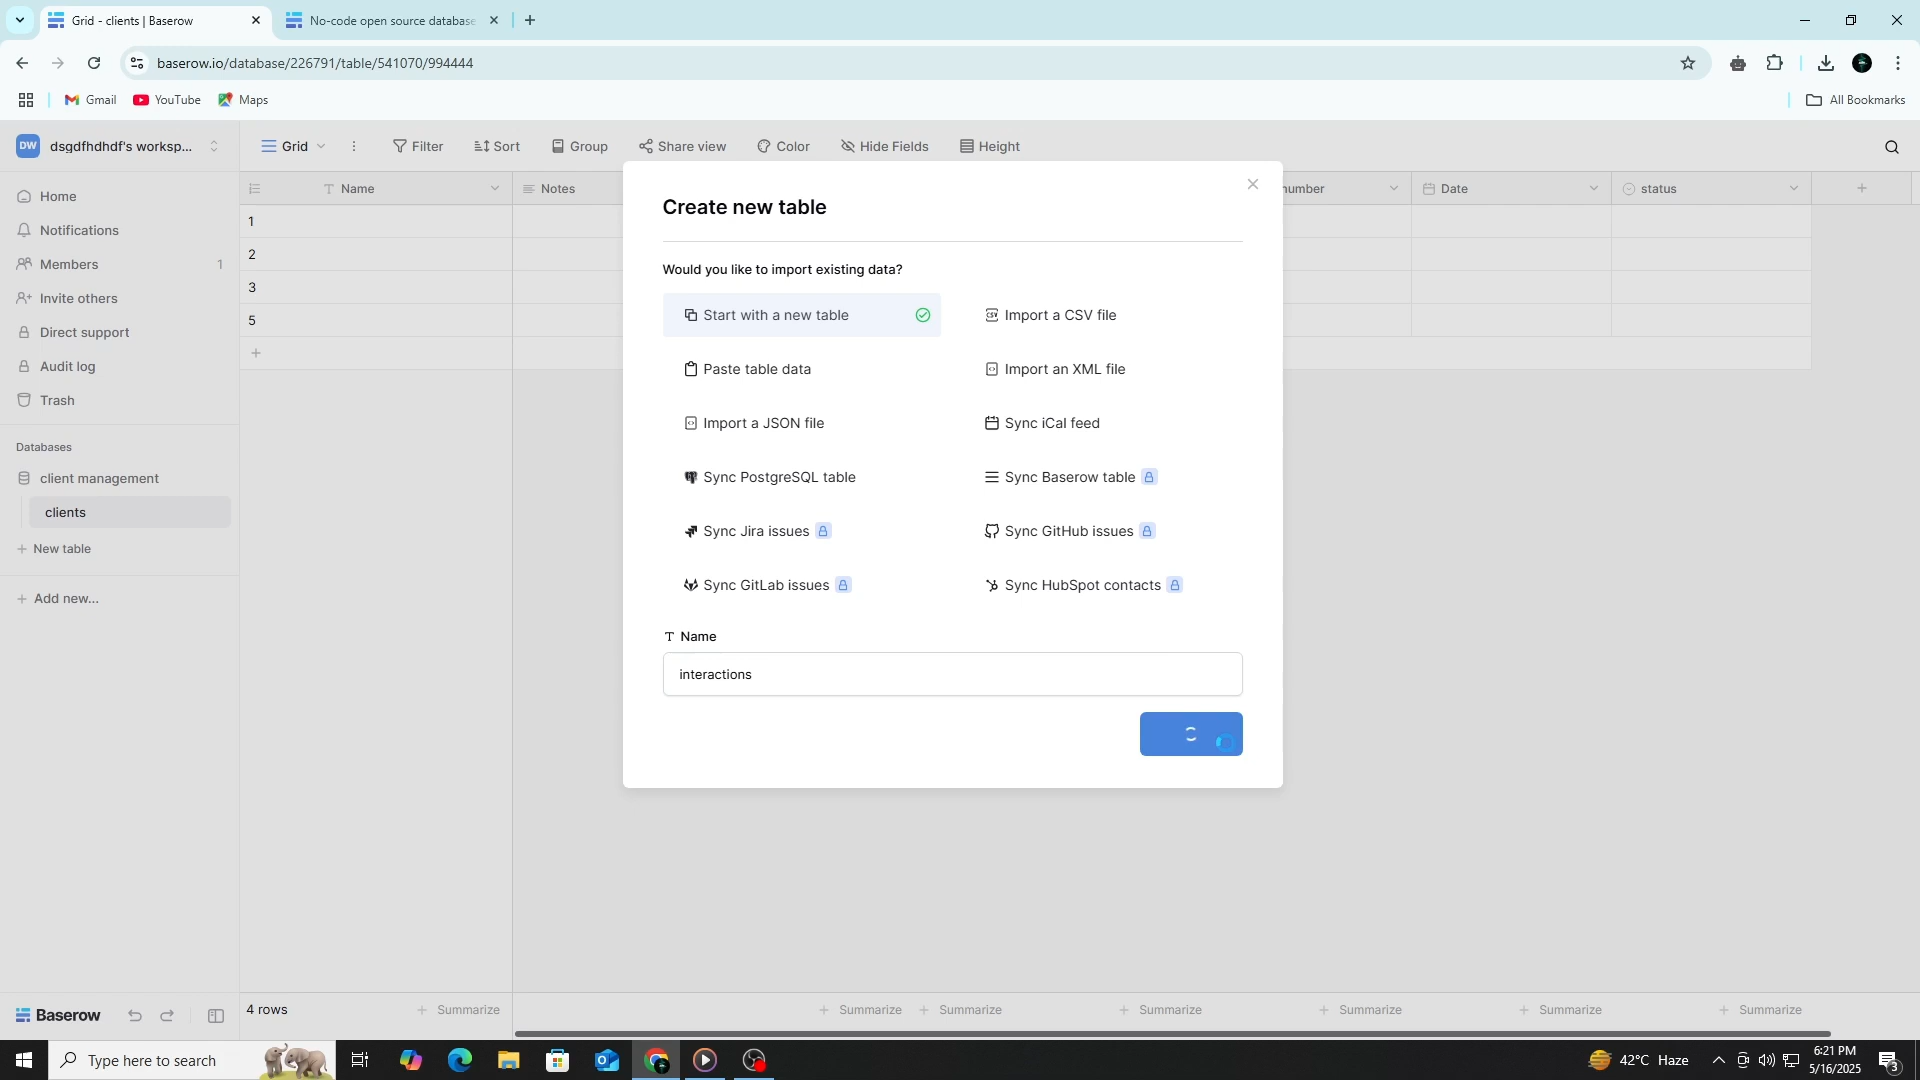 Grid - clients | Baserow
No-code open source database
baserow.io/database/226791/table/541070/994444
Gmail
YouTube
Maps
All Bookmarks
DW
dsgdfhdhdf's worksp...
Grid
Filter
Sort
Group
Share view
Color
Hide Fields
Height
Home
Notifications
Members
1
Invite others
Direct support
Audit log
Trash
Databases
client management
clients
New table
Add new...
Name
Notes
number
Date
status
1
2
3
5
Create new table
Would you like to import existing data?
Start with a new table
Import a CSV file
Paste table data
Import an XML file
Import a JSON file
Sync iCal feed
Sync PostgreSQL table
Sync Baserow table
Sync Jira issues
Sync GitHub issues
Sync GitLab issues
Sync HubSpot contacts
Name
interactions
Baserow
4 rows
Summarize
Summarize
Summarize
Summarize
Summarize
Summarize
Summarize
Type here to search
42°C Haze
6:21 PM
5/16/2025
3